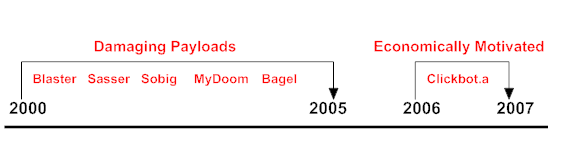 Damaging Payloads Economically Motivated
Blaster Sasser Sobig MyDoom Bagel Clickbot.a
2000 2005 2006 2007